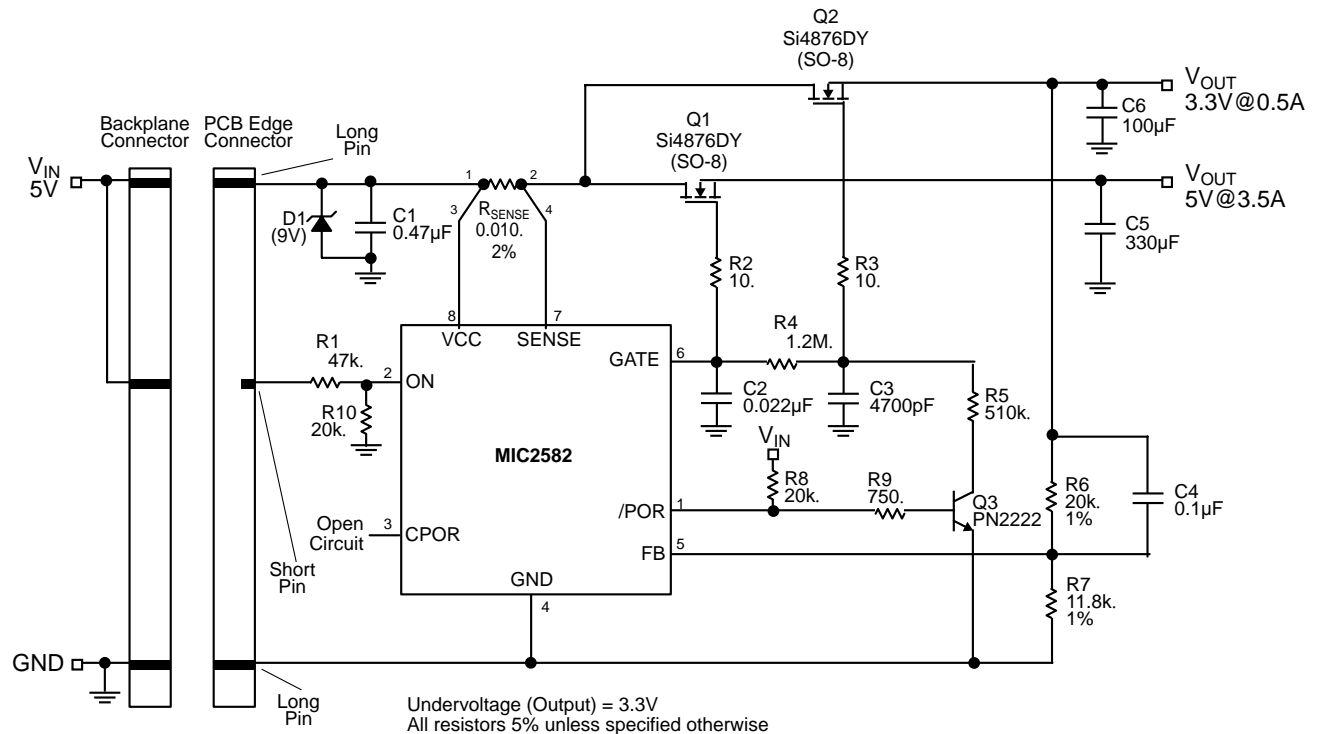 Q2
Si4876DY
(SO-8)
VOUT
3.3V@0.5A
C6
100µF
Q1
Si4876DY
(SO-8)
Backplane
Connector
PCB Edge
Connector
Long
Pin
VIN
5V
1
2
3
4
RSENSE
0.010.
2%
D1
(9V)
C1
0.47µF
VOUT
5V@3.5A
C5
330µF
R2
10.
R3
10.
8
7
VCC
SENSE
R4
1.2M.
GATE
6
R1
47k.
2
ON
R10
20k.
C2
0.022µF
C3
4700pF
R5
510k.
VIN
R8
20k.
MIC2582
R9
750.
/POR
1
Q3
PN2222
R6
20k.
1%
C4
0.1µF
Open
Circuit
3
CPOR
FB
5
Short
Pin
GND
4
R7
11.8k.
1%
GND
Long
Pin
Undervoltage (Output) = 3.3V
All resistors 5% unless specified otherwise